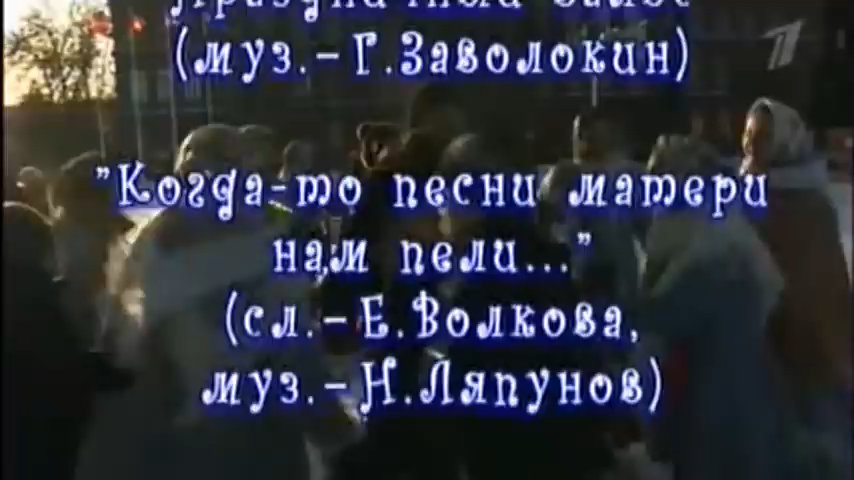 (муз.–Г.Заволокин)
"Когда-то песни матери
нам пели..."
(сл.–Е.Волкова,
муз.–Н.Ляпунов)